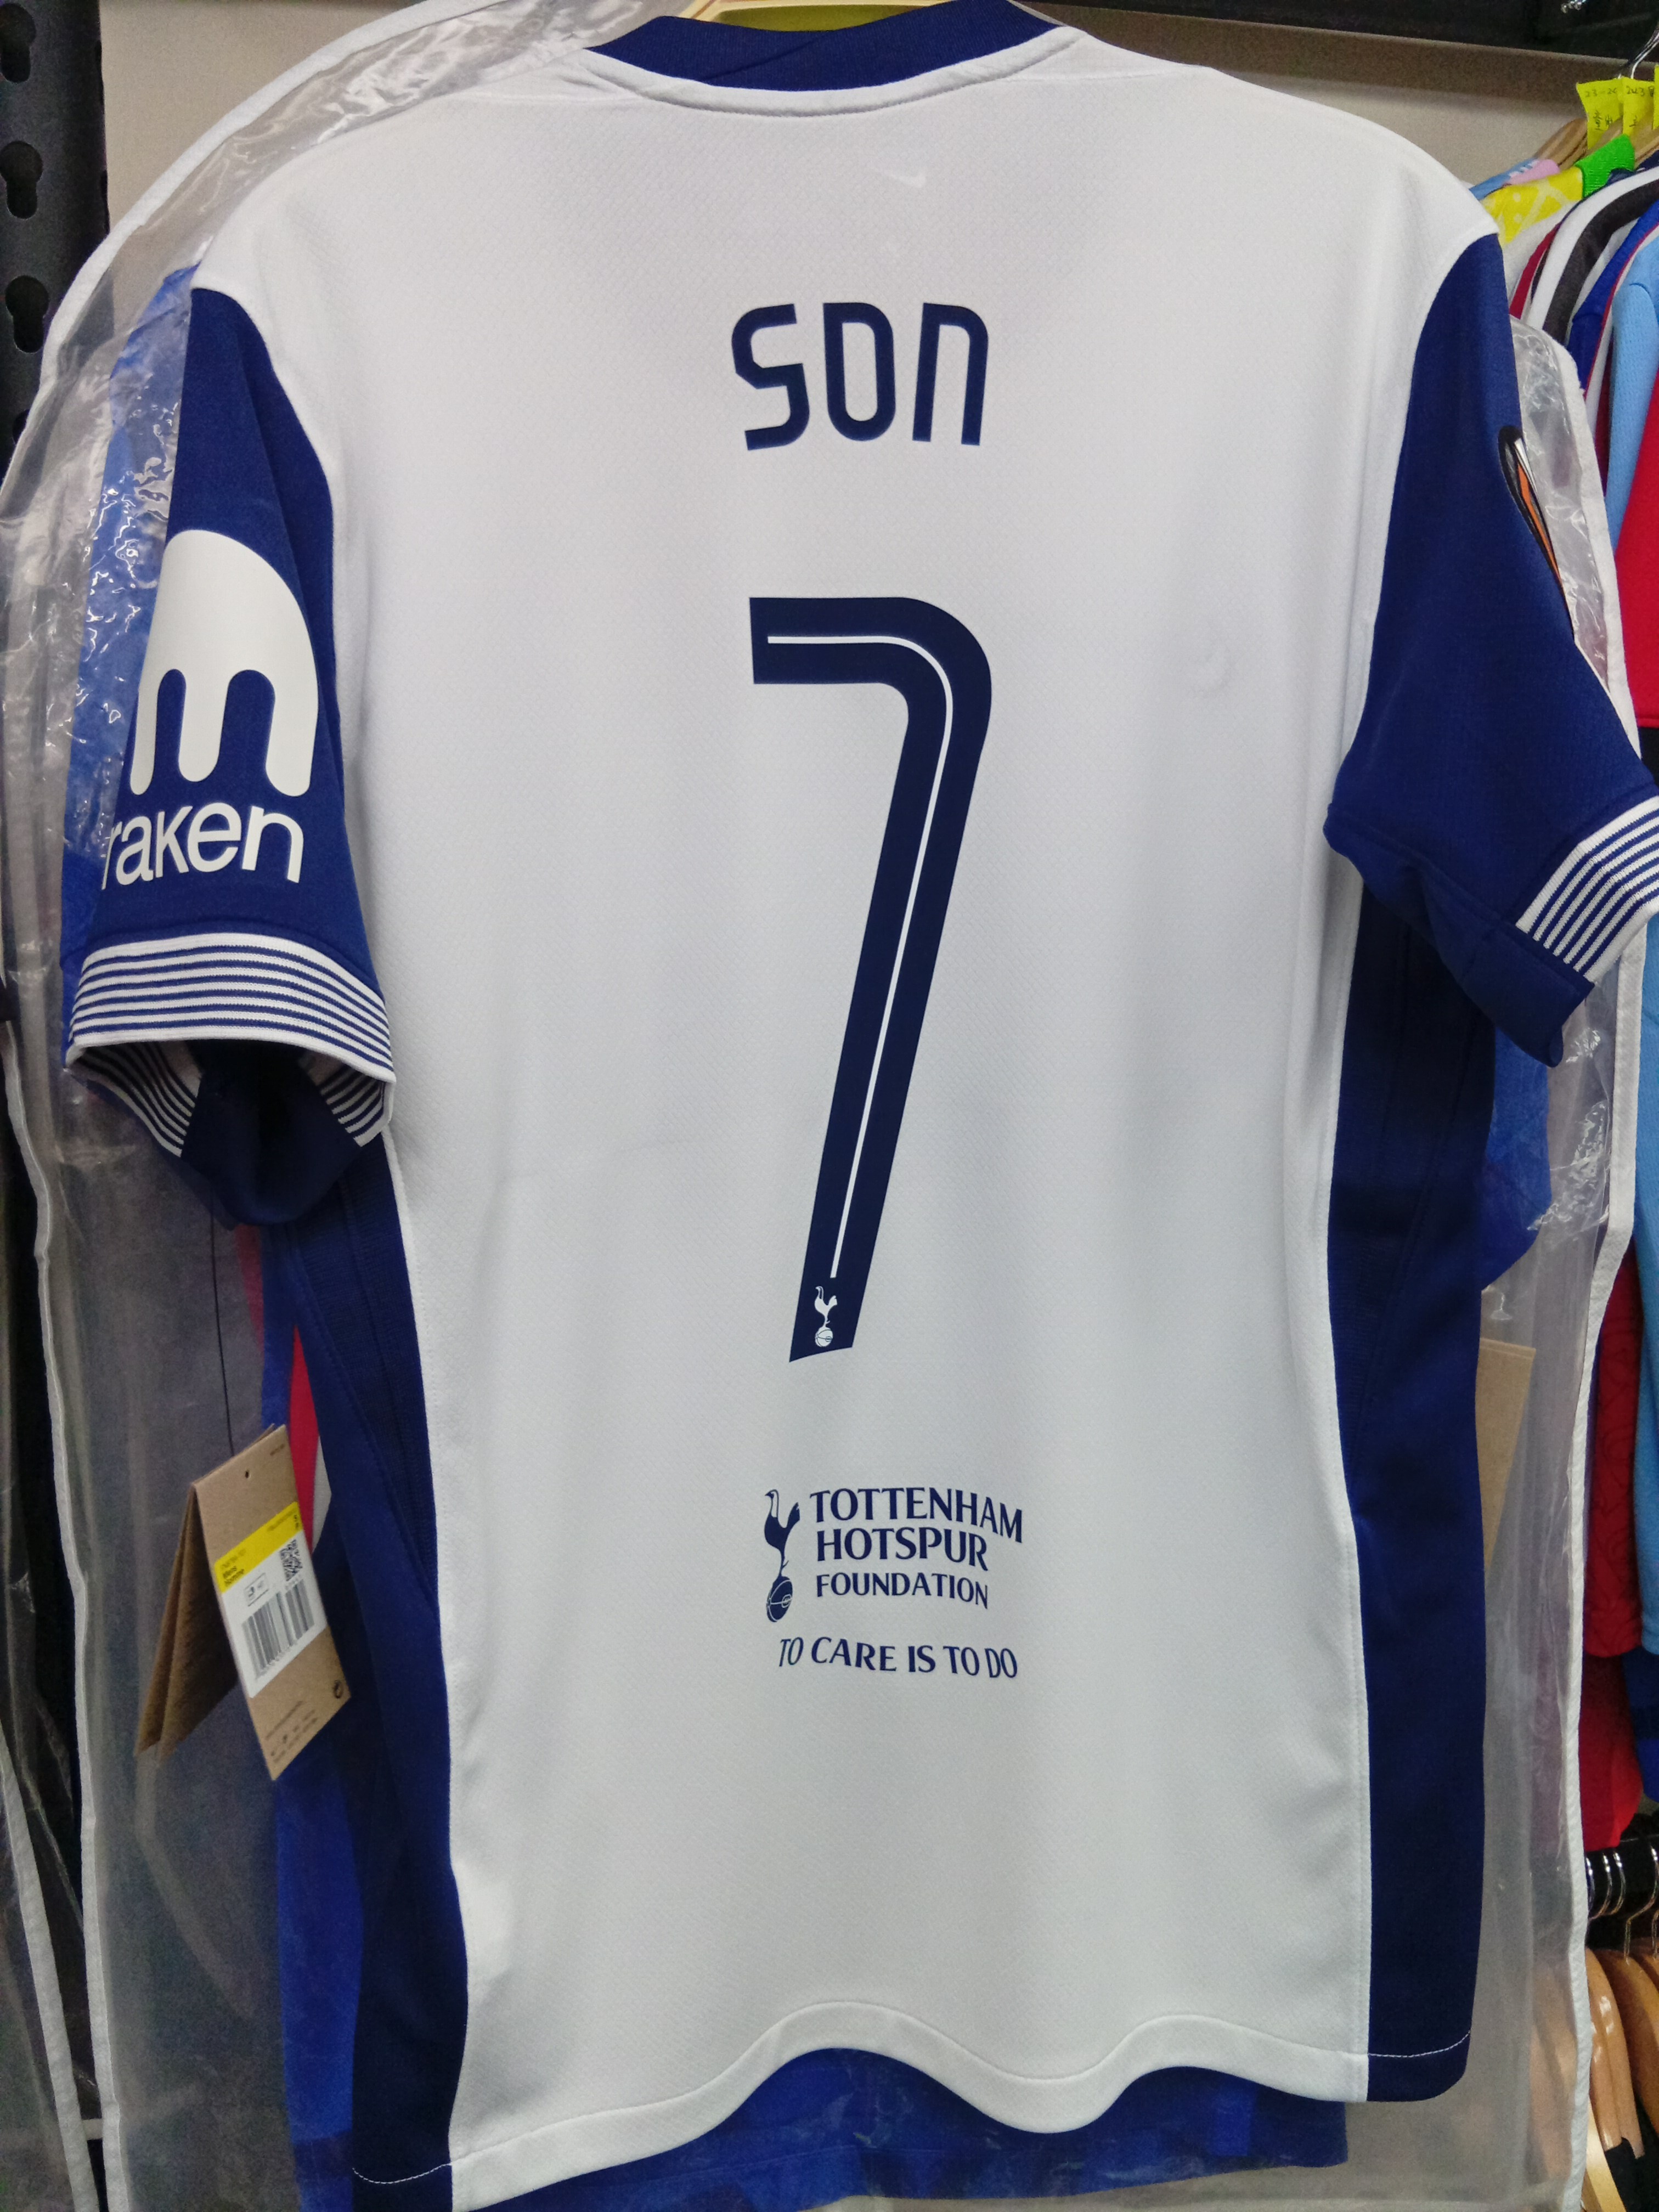 SON
7
raken
TOTTENHAM
HOTSPUR
FOUNDATION
TO CARE IS TO DO